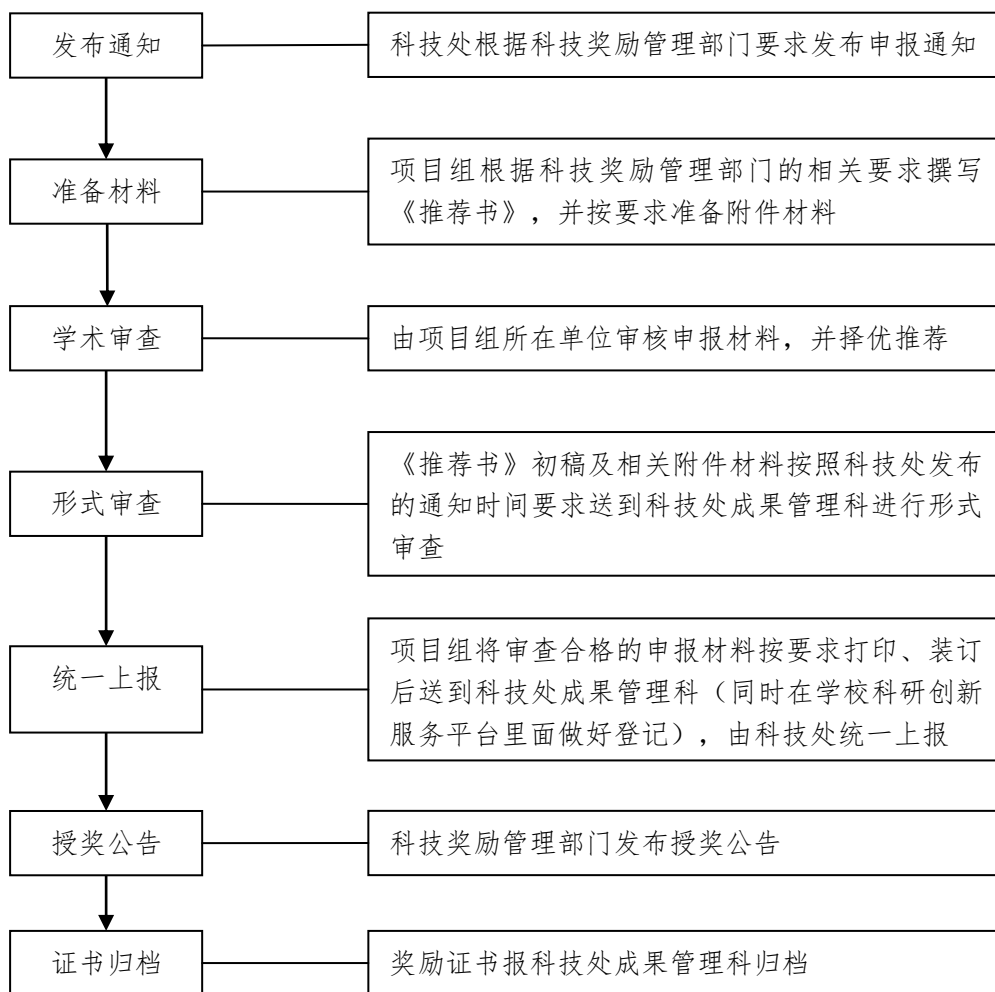 发布通知
科技处根据科技奖励管理部门要求发布申报通知
准备材料
项目组根据科技奖励管理部门的相关要求撰写
《推荐书》，并按要求准备附件材料
学术审查
由项目组所在单位审核申报材料，并择优推荐
形式审查
《推荐书》初稿及相关附件材料按照科技处发布
的通知时间要求送到科技处成果管理科进行形式
审查
统一上报
项目组将审查合格的申报材料按要求打印、装订
后送到科技处成果管理科（同时在学校科研创新
服务平台里面做好登记），由科技处统一上报
授奖公告
科技奖励管理部门发布授奖公告
证书归档
奖励证书报科技处成果管理科归档